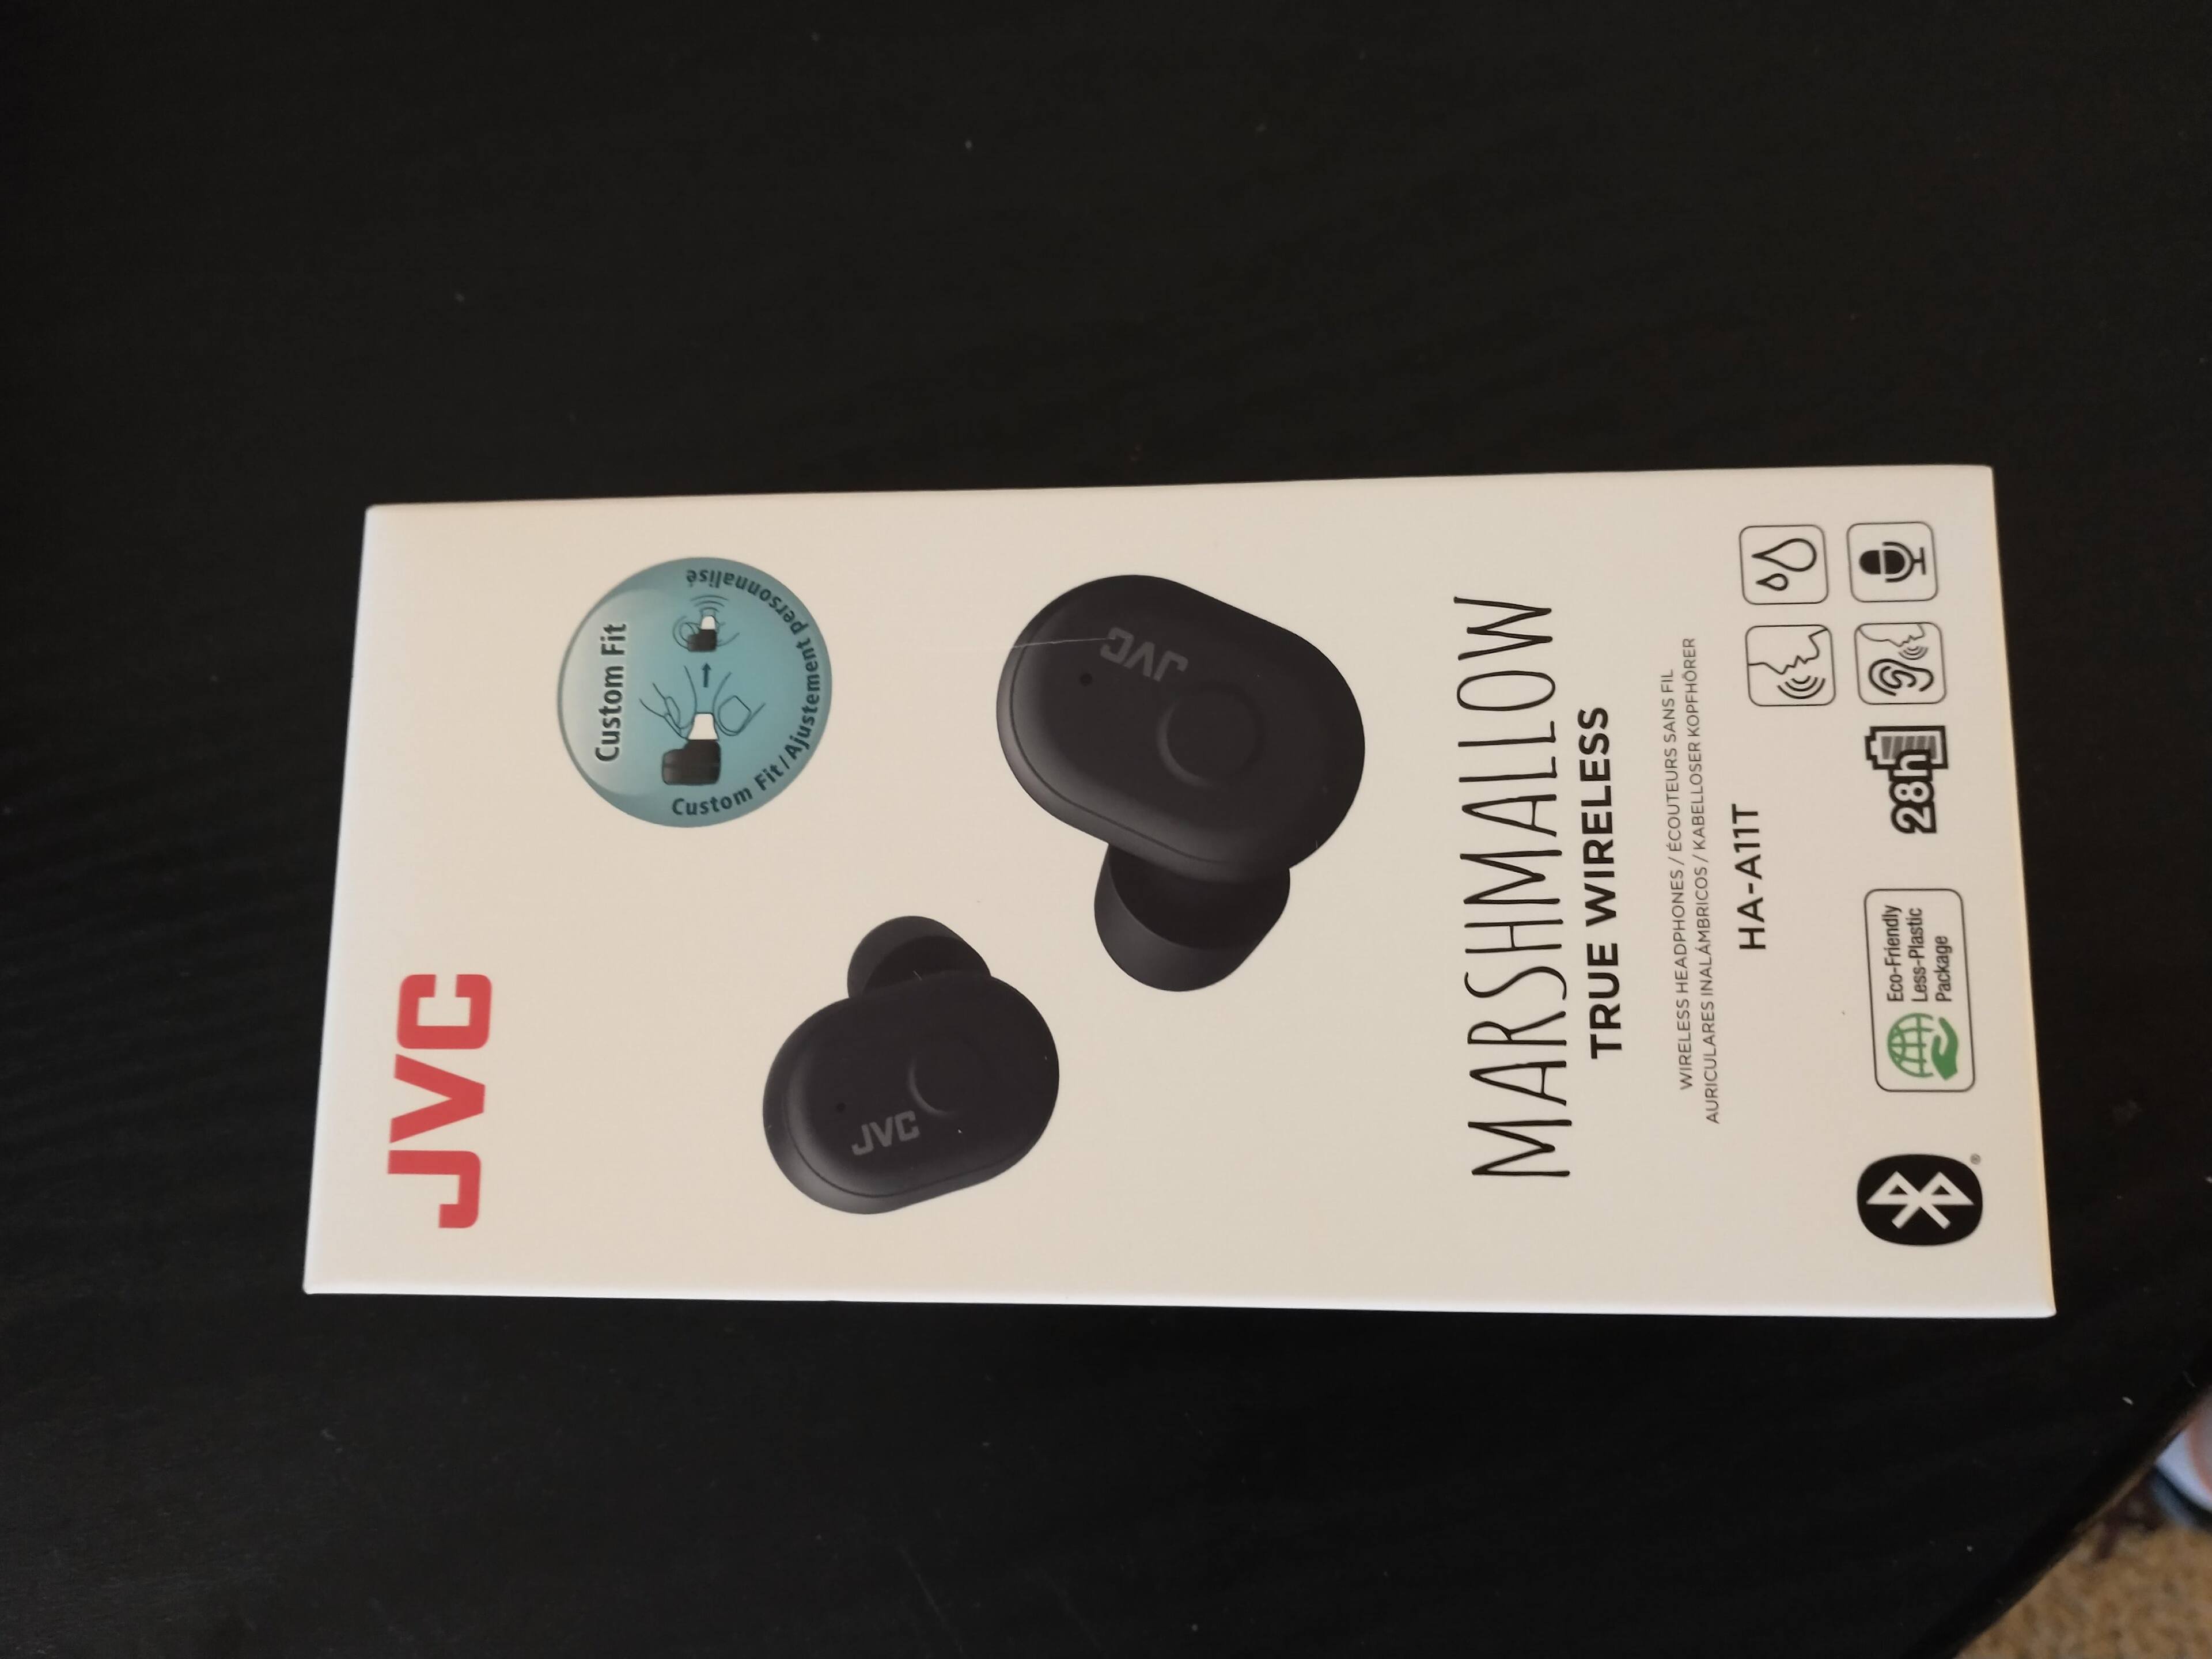 JVC
Custom Fit
Custom Fit / Ajustement personnalisé
JVC
JVC
MARSHMALLOW
TRUE WIRELESS
WIRELESS HEADPHONES / ÉCOUTEURS SANS FIL
AURICULARES INALÁMBRICOS / KABELLOSER KOPFHÖRER
HA-A11T
Eco-Friendly
Less-Plastic
Package
28h
®